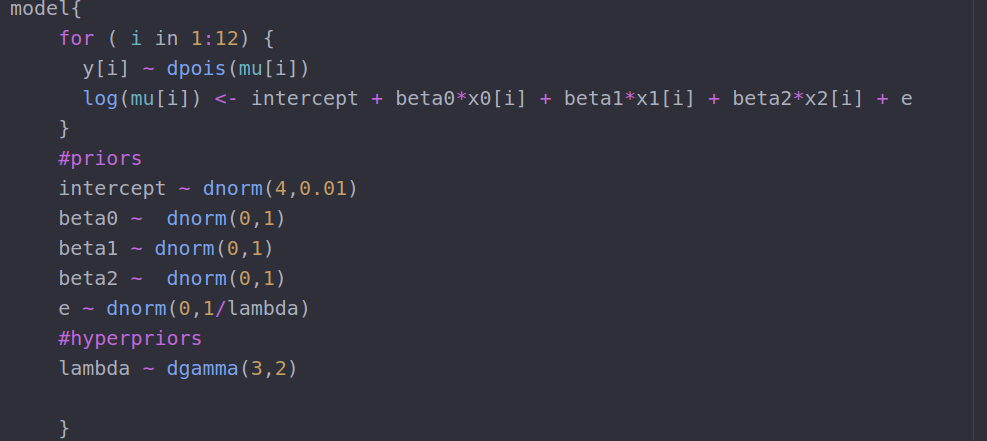 model{
    for ( i in 1:12) {
      y[i] ~ dpois(mu[i])
      log(mu[i]) <- intercept + beta0*x0[i] + beta1*x1[i] + beta2*x2[i] + e
    }
    #priors
    intercept ~ dnorm(4,0.01)
    beta0 ~  dnorm(0,1)
    beta1 ~ dnorm(0,1)
    beta2 ~  dnorm(0,1)
    e ~ dnorm(0,1/lambda)
    #hyperpriors
    lambda ~ dgamma(3,2)
    }